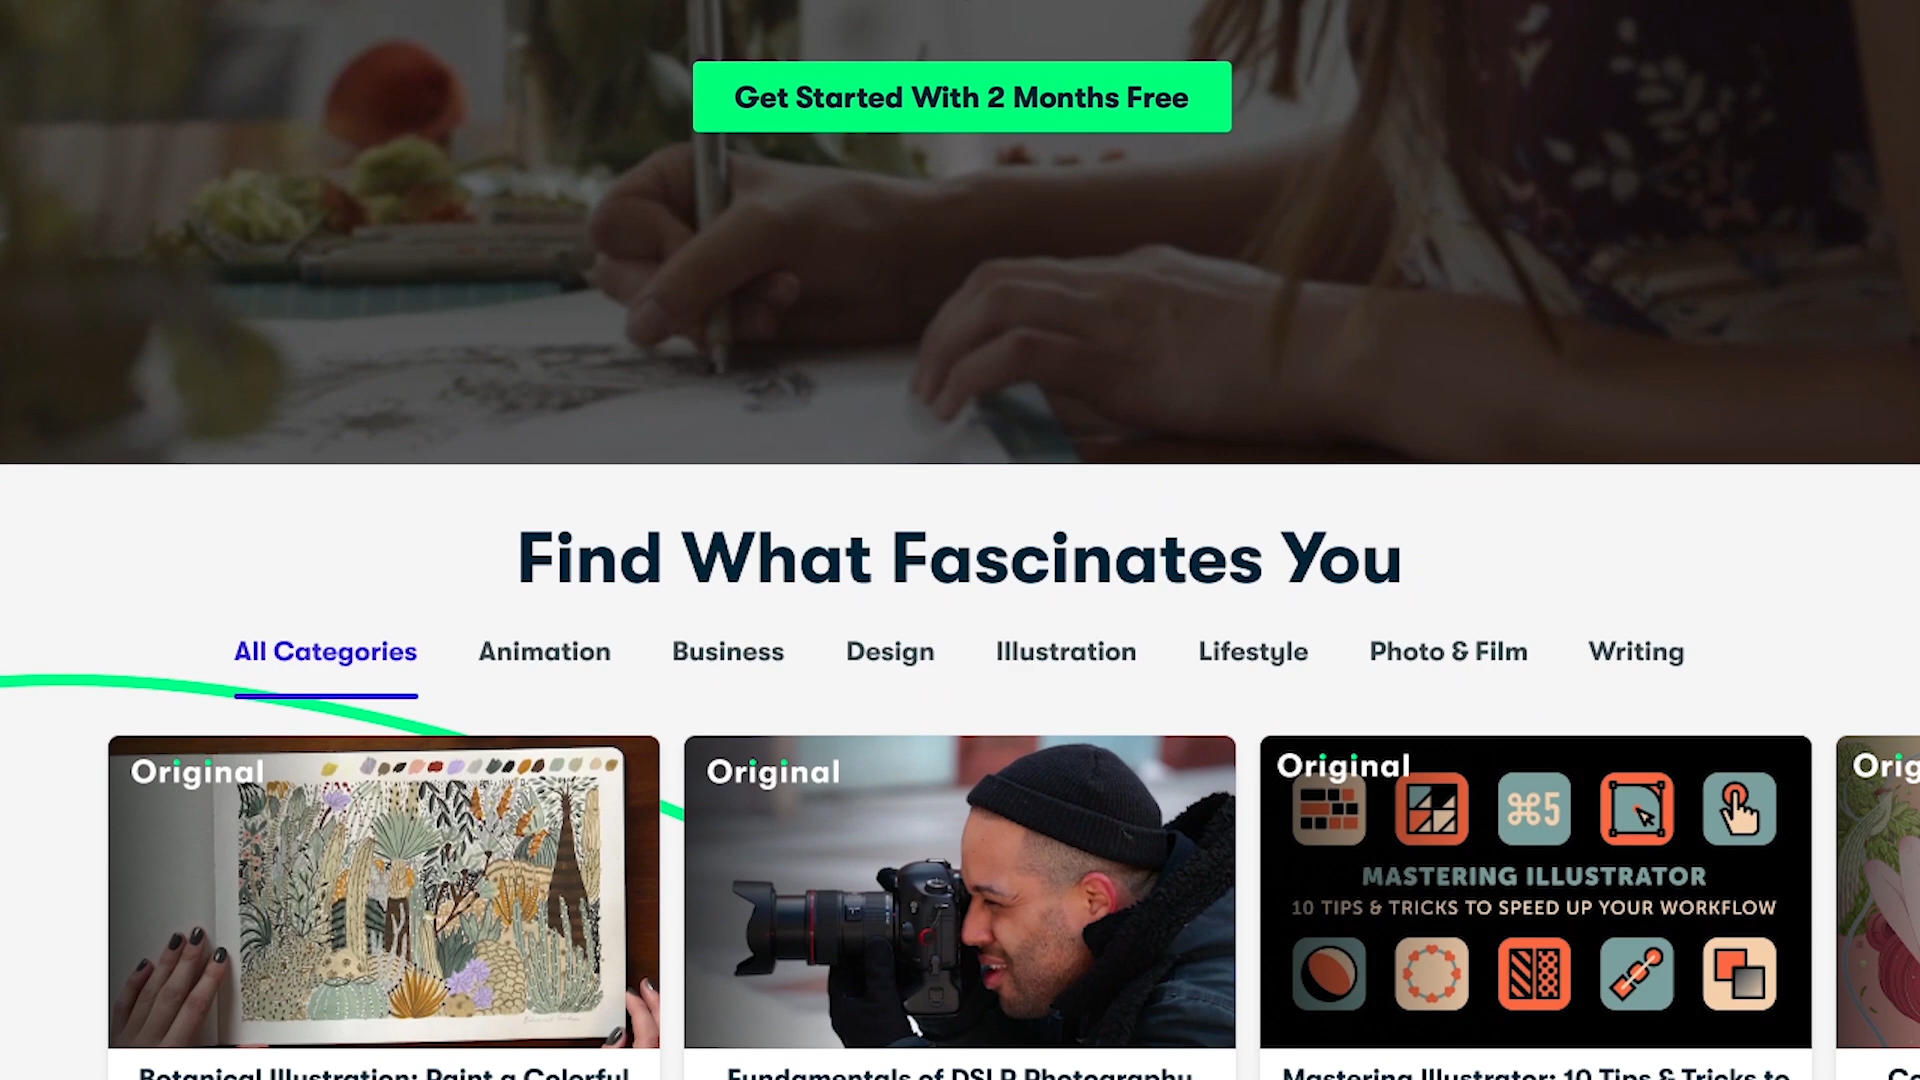 Get Started With 2 Months Free
Find What Fascinates You
All Categories Animation Business Design Illustration Lifestyle Photo & Film Writing
Original Original Original
⌘5
MASTERING ILLUSTRATOR
10 TIPS & TRICKS TO SPEED UP YOUR WORKFLOW
Botanical Illustration: Paint a Colorful Fundamentals of DSLR Photography Mastering Illustrator: 10 Tips & Tricks to